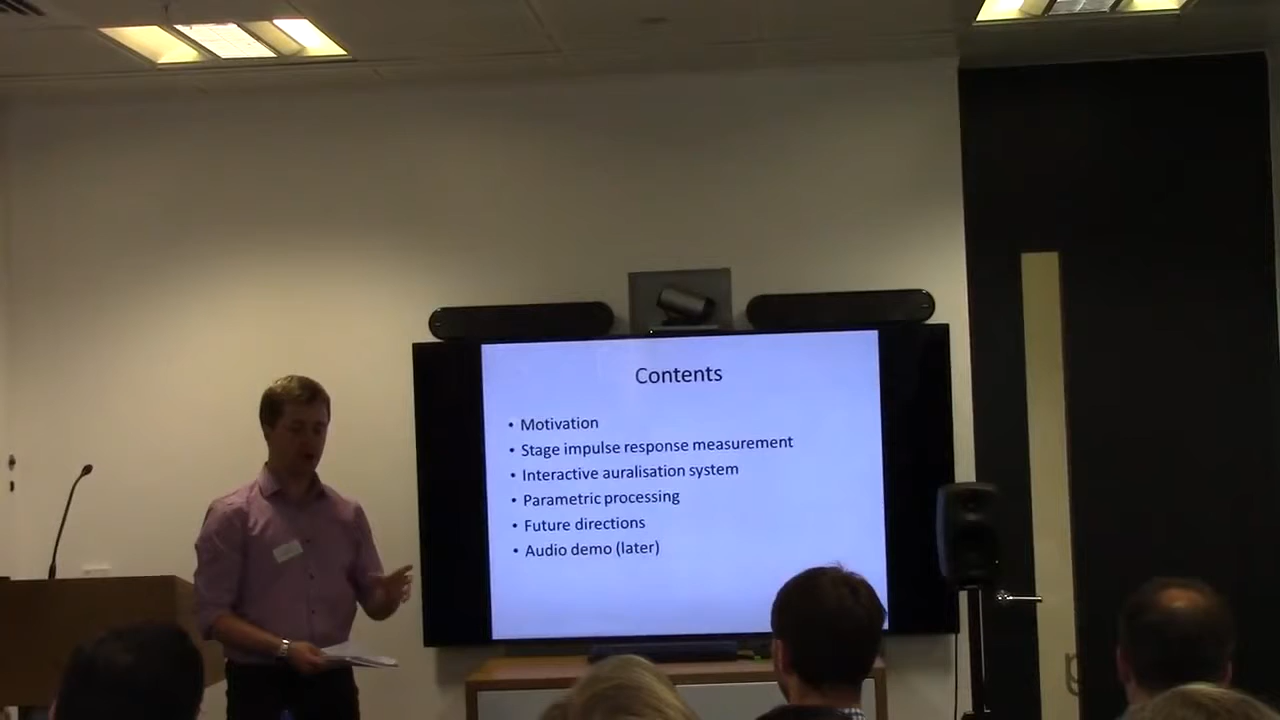 Contents
• Motivation
• Stage impulse response measurement
• Interactive auralisation system
• Parametric processing
• Future directions
• Audio demo (later)